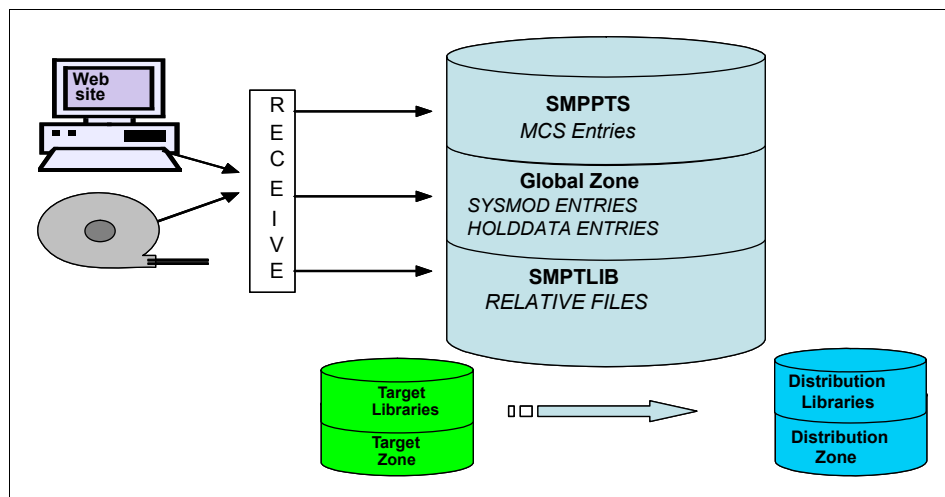 Web
site
R
E
C
E
I
V
E
SMPPTS
MCS Entries
Global Zone
SYSMOD ENTRIES
HOLDDATA ENTRIES
SMPTLIB
RELATIVE FILES
Target
Libraries
Target
Zone
Distribution
Libraries
Distribution
Zone